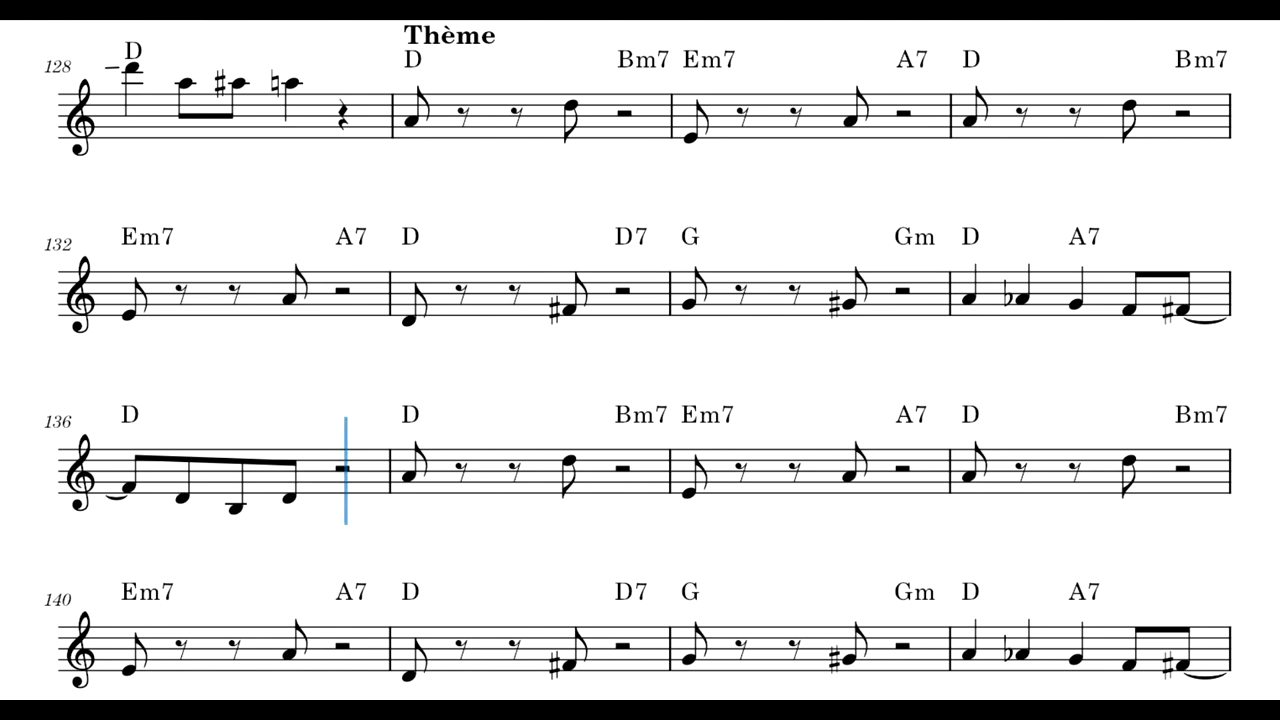 Thème
128 D D Bm7 Em7 A7 D Bm7
132 Em7 A7 D D7 G Gm D A7
136 D D Bm7 Em7 A7 D Bm7
140 Em7 A7 D D7 G Gm D A7